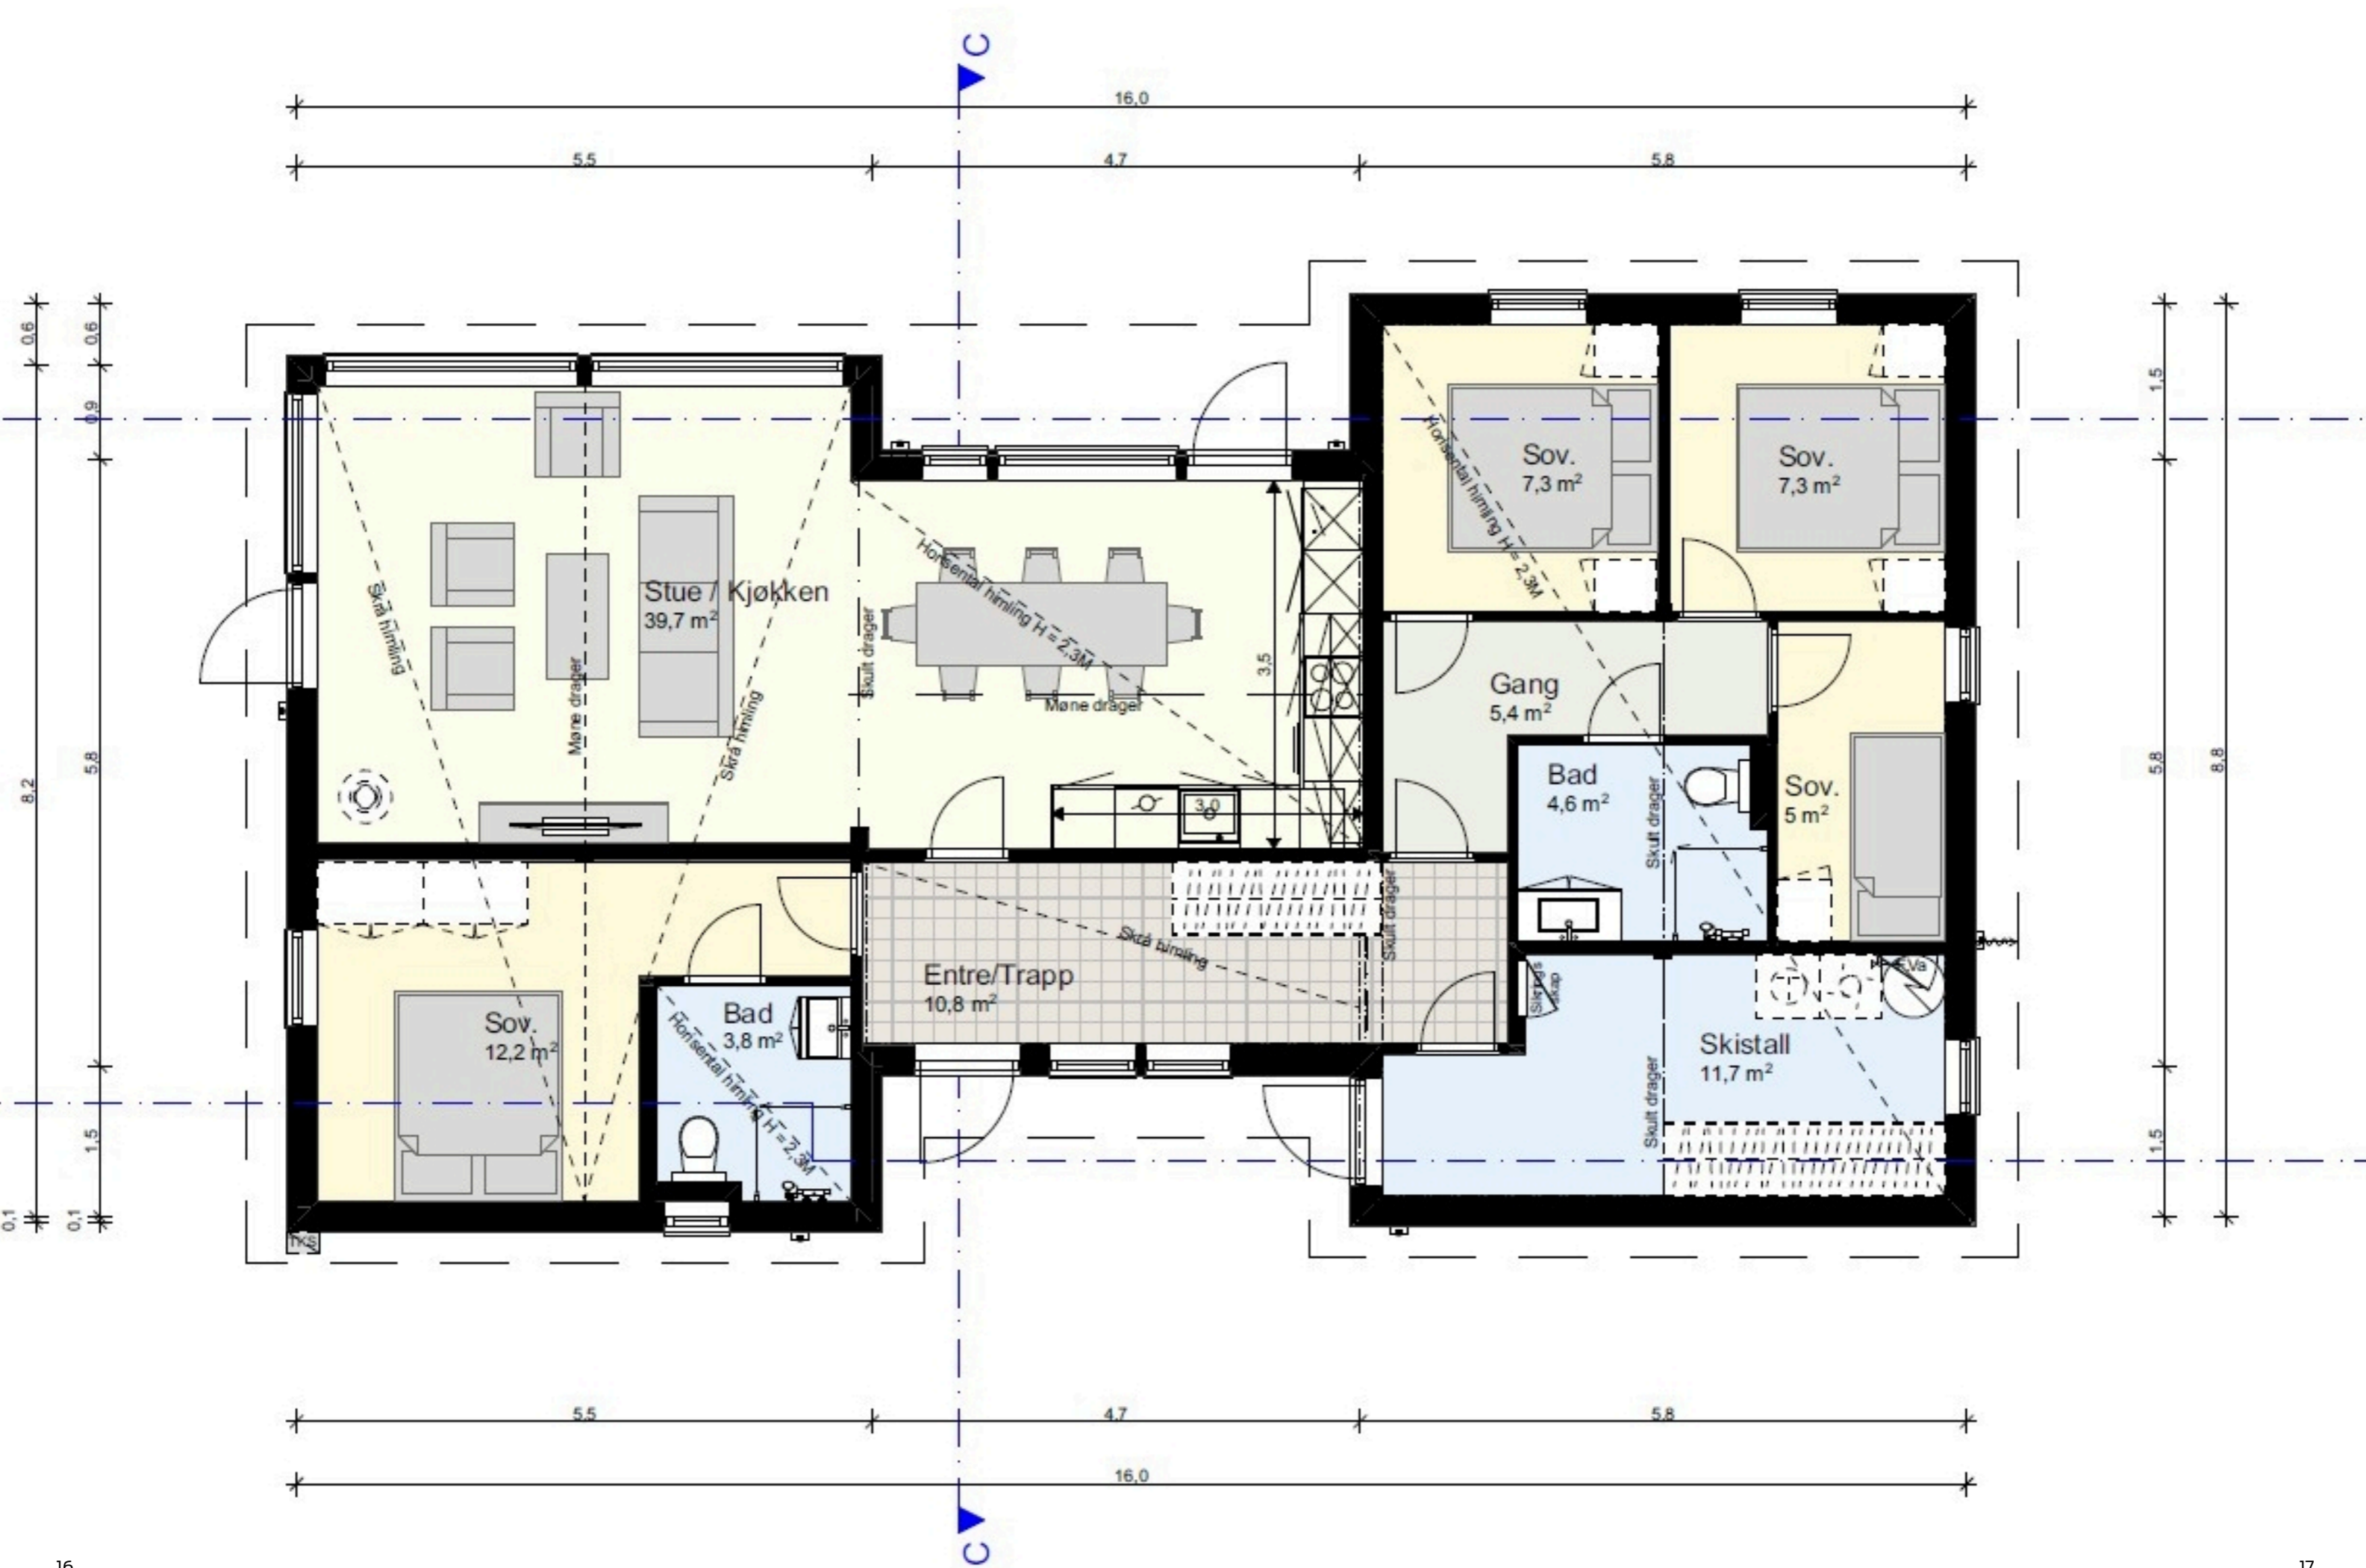 C
16,0
5,5
4,7
5,8
0,6
0,6
0,9
1,5
Sov.
7,3 m²
Sov.
7,3 m²
Horisental himling H = 2,3M
Stue / Kjøkken
39,7 m²
Skrå himling
Møne drager
Skrå himling
Skult drager
Horisental himling H = 2,3M
Møne drager
3,5
3,0
Gang
5,4 m²
Bad
4,6 m²
Skult drager
Sov.
5 m²
8,2
5,8
5,8
8,8
Entre/Trapp
10,8 m²
Skrå himling
Skult drager
Sov.
12,2 m²
Bad
3,8 m²
Horisental himling H = 2,3M
Skistall
11,7 m²
Skult drager
1,5
1,5
0,1
0,1
TKS
5,5
4,7
5,8
16,0
C
16
17